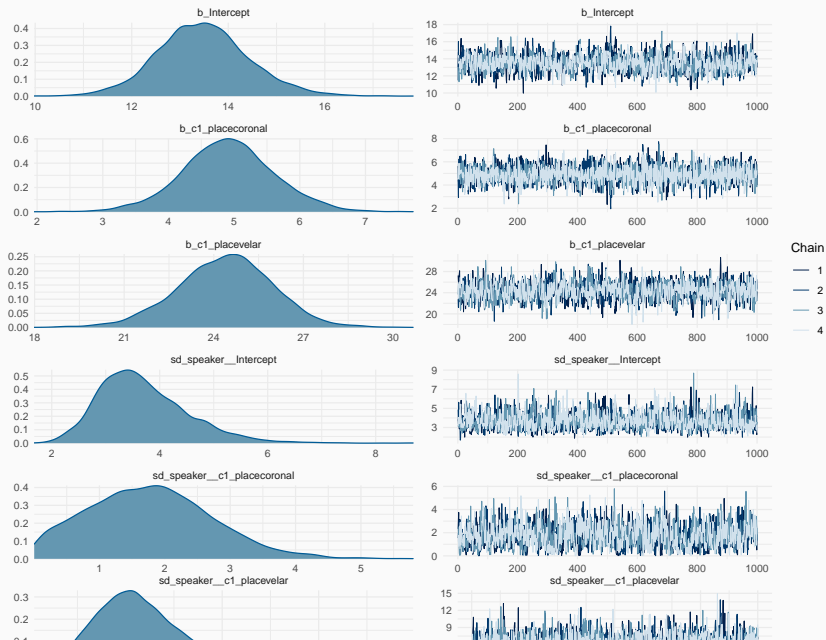 b_Intercept
0.4
0.3
0.2
0.1
0.0
10 12 14 16
b_Intercept
18
16
14
12
10
0 200 400 600 800 1000
b_c1_placecoronal
0.6
0.4
0.2
0.0
2 3 4 5 6 7
b_c1_placecoronal
8
6
4
2
0 200 400 600 800 1000
b_c1_placevelar
0.25
0.20
0.15
0.10
0.05
0.00
18 21 24 27 30
b_c1_placevelar
28
24
20
0 200 400 600 800 1000
sd_speaker__Intercept
0.5
0.4
0.3
0.2
0.1
0.0
2 4 6 8
sd_speaker__Intercept
9
7
5
3
0 200 400 600 800 1000
sd_speaker__c1_placecoronal
0.4
0.3
0.2
0.1
0.0
1 2 3 4 5
sd_speaker__c1_placecoronal
6
4
2
0
0 200 400 600 800 1000
sd_speaker__c1_placevelar
0.3
0.2
sd_speaker__c1_placevelar
15
12
9
Chain
1
2
3
4